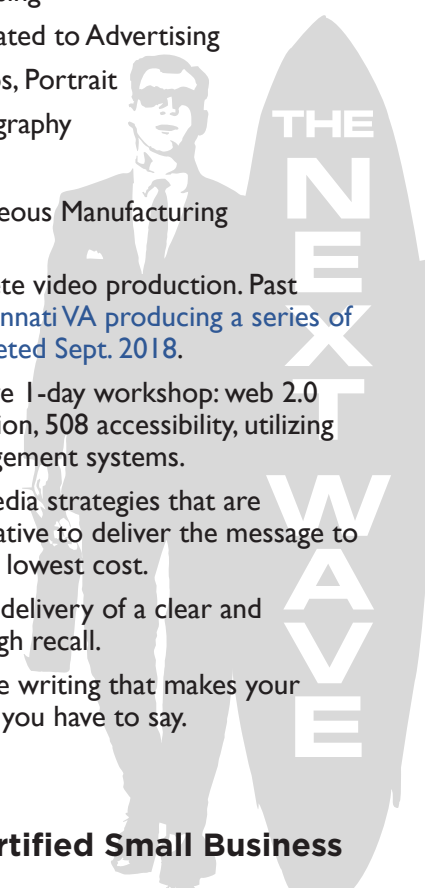 ated to Advertising
s, Portrait
graphy
eous Manufacturing
te video production. Past
nnati VA producing a series of
eted Sept. 2018.
e 1-day workshop: web 2.0
ion, 508 accessibility, utilizing
gement systems.
edia strategies that are
ative to deliver the message to
lowest cost.
delivery of a clear and
gh recall.
e writing that makes your
you have to say.
rtified Small Business
THE
NEXT
WAVE